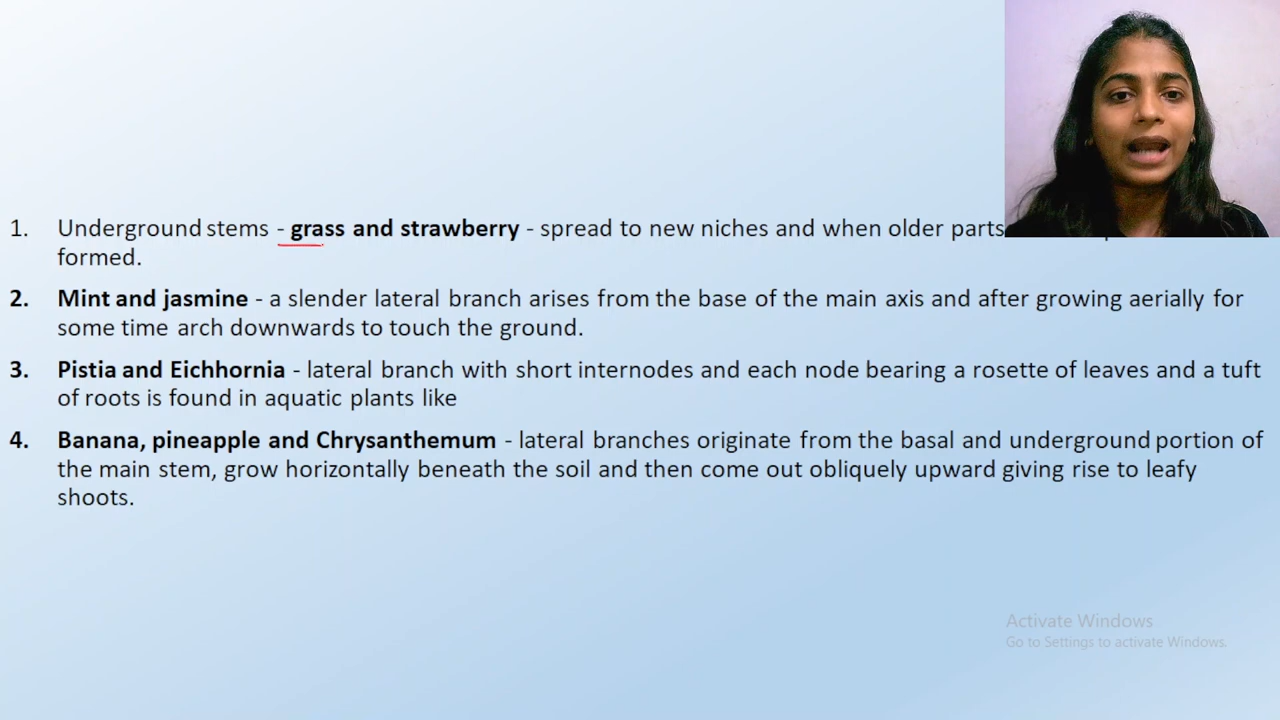 1. Underground stems - grass and strawberry - spread to new niches and when older parts
formed.
2. Mint and jasmine - a slender lateral branch arises from the base of the main axis and after growing aerially for
some time arch downwards to touch the ground.
3. Pistia and Eichhornia - lateral branch with short internodes and each node bearing a rosette of leaves and a tuft
of roots is found in aquatic plants like
4. Banana, pineapple and Chrysanthemum - lateral branches originate from the basal and underground portion of
the main stem, grow horizontally beneath the soil and then come out obliquely upward giving rise to leafy
shoots.
Activate Windows
Go to Settings to activate Windows.